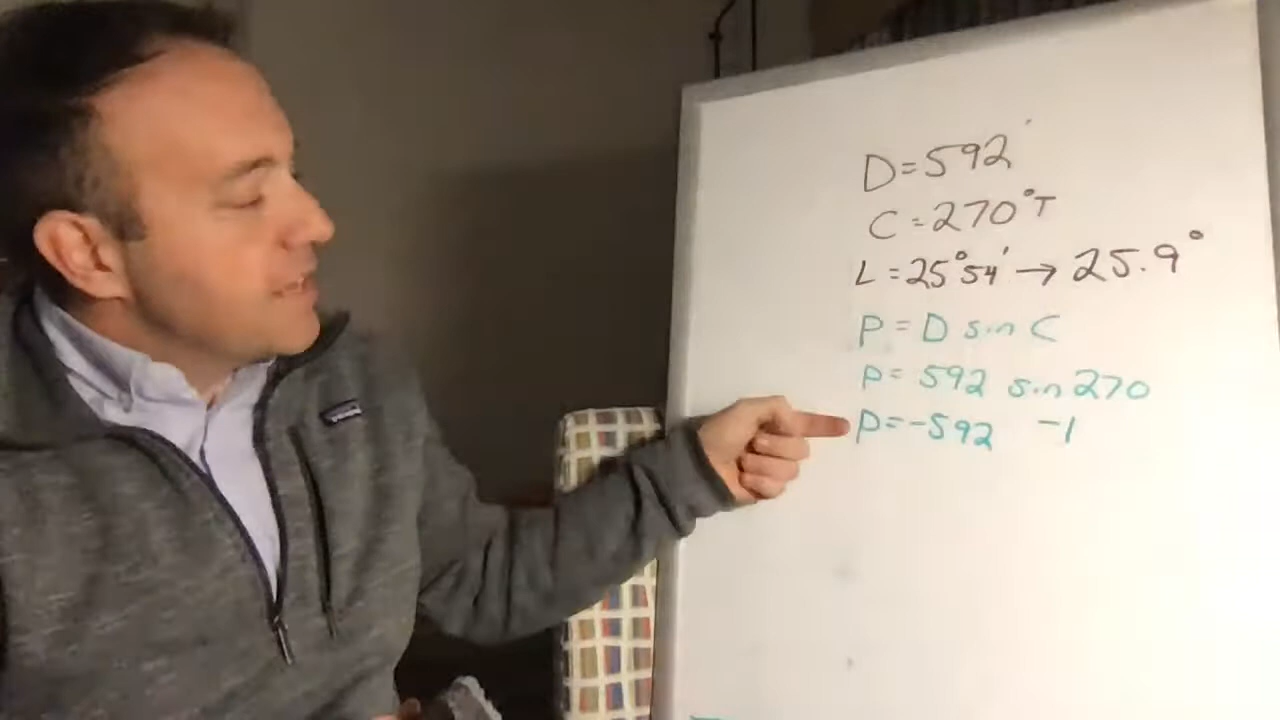 D=592'
C=270°T
L=25°54' → 25.9°
P = D sin C
P= 592 sin 270
P=-592 -1